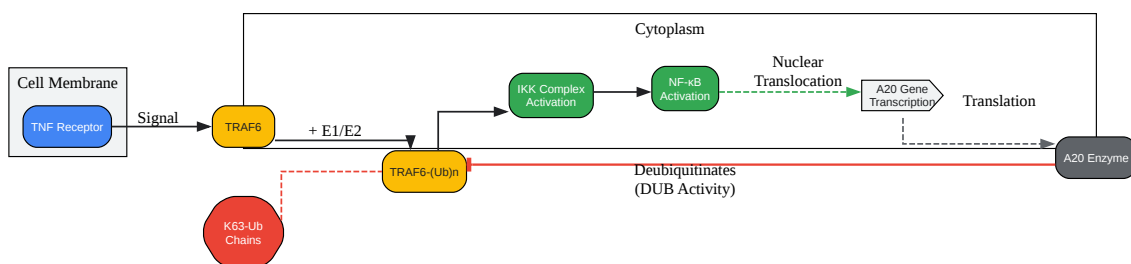 Cytoplasm
Cell Membrane
TNF Receptor
Signal
TRAF6
+ E1/E2
TRAF6-(Ub)n
K63-Ub
Chains
IKK Complex
Activation
NF-κB
Activation
Nuclear
Translocation
A20 Gene
Transcription
Translation
A20 Enzyme
Deubiquitinates
(DUB Activity)